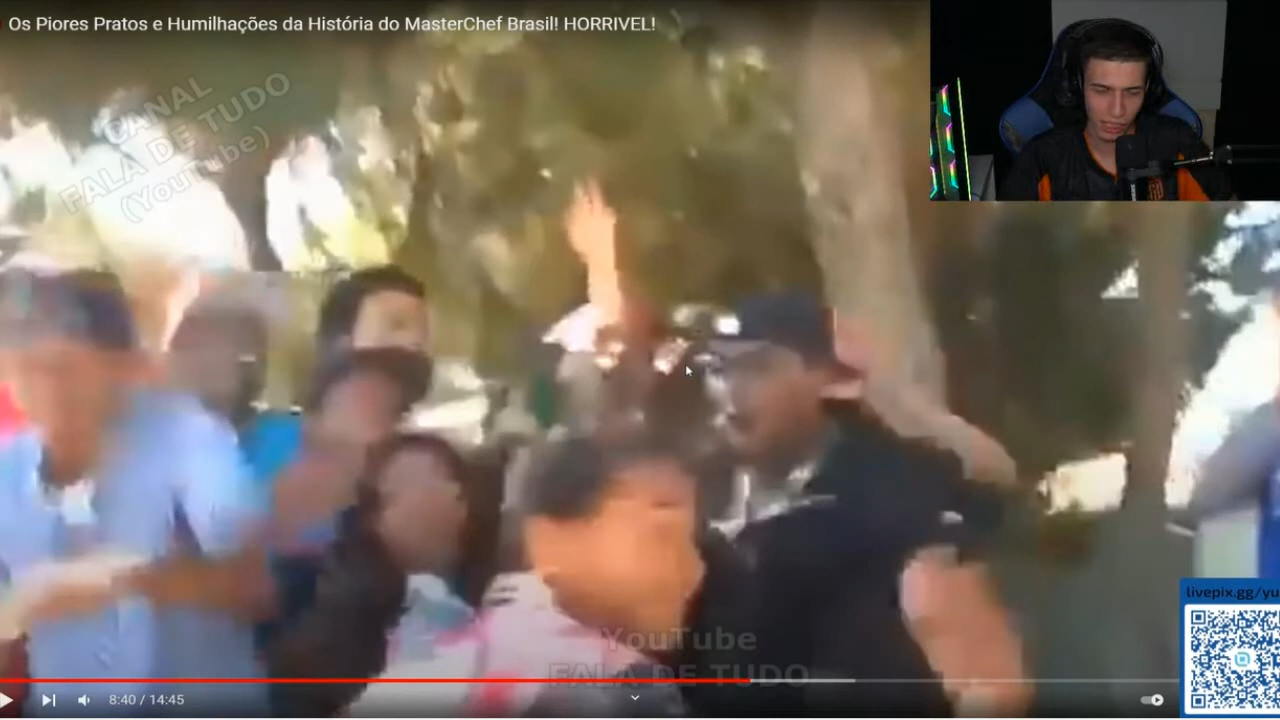 Os Piores Pratos e Humilhações da História do MasterChef Brasil! HORRIVEL!
CANAL
FALA DE TUDO
(YouTube)
livepix.gg/yu
YouTube
FALA DE TUDO
8:40 / 14:45